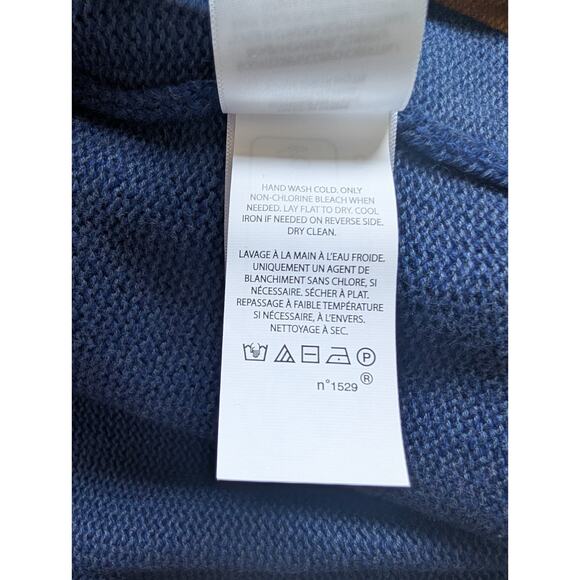 HAND WASH COLD. ONLY
NON-CHLORINE BLEACH WHEN
NEEDED. LAY FLAT TO DRY. COOL
IRON IF NEEDED ON REVERSE SIDE.
DRY CLEAN.
LAVAGE À LA MAIN À L'EAU FROIDE.
UNIQUEMENT UN AGENT DE
BLANCHIMENT SANS CHLORE, SI
NÉCESSAIRE. SÉCHER À PLAT.
REPASSAGE À FAIBLE TEMPÉRATURE
SI NÉCESSAIRE, À L'ENVERS.
NETTOYAGE À SEC.
P
n°1529 ®